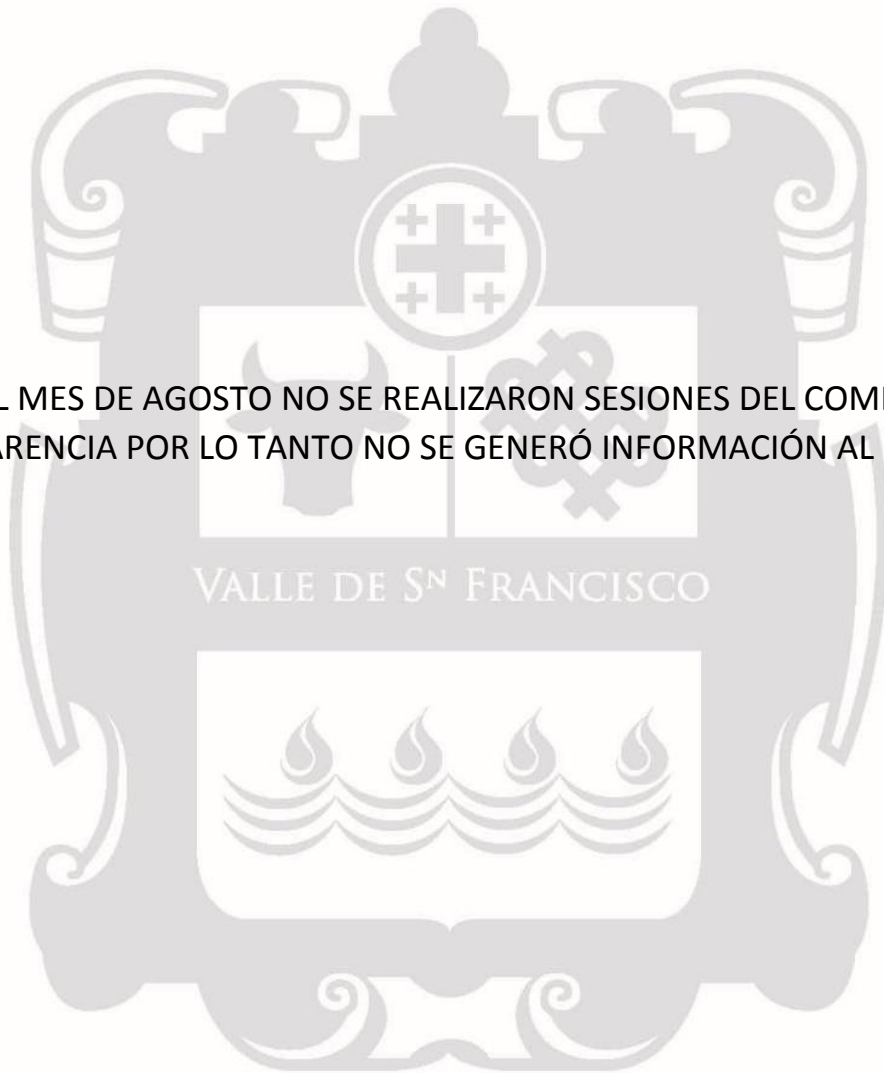 L MES DE AGOSTO NO SE REALIZARON SESIONES DEL COMI
ARENCIA POR LO TANTO NO SE GENERÓ INFORMACIÓN AL
VALLE DE SN FRANCISCO